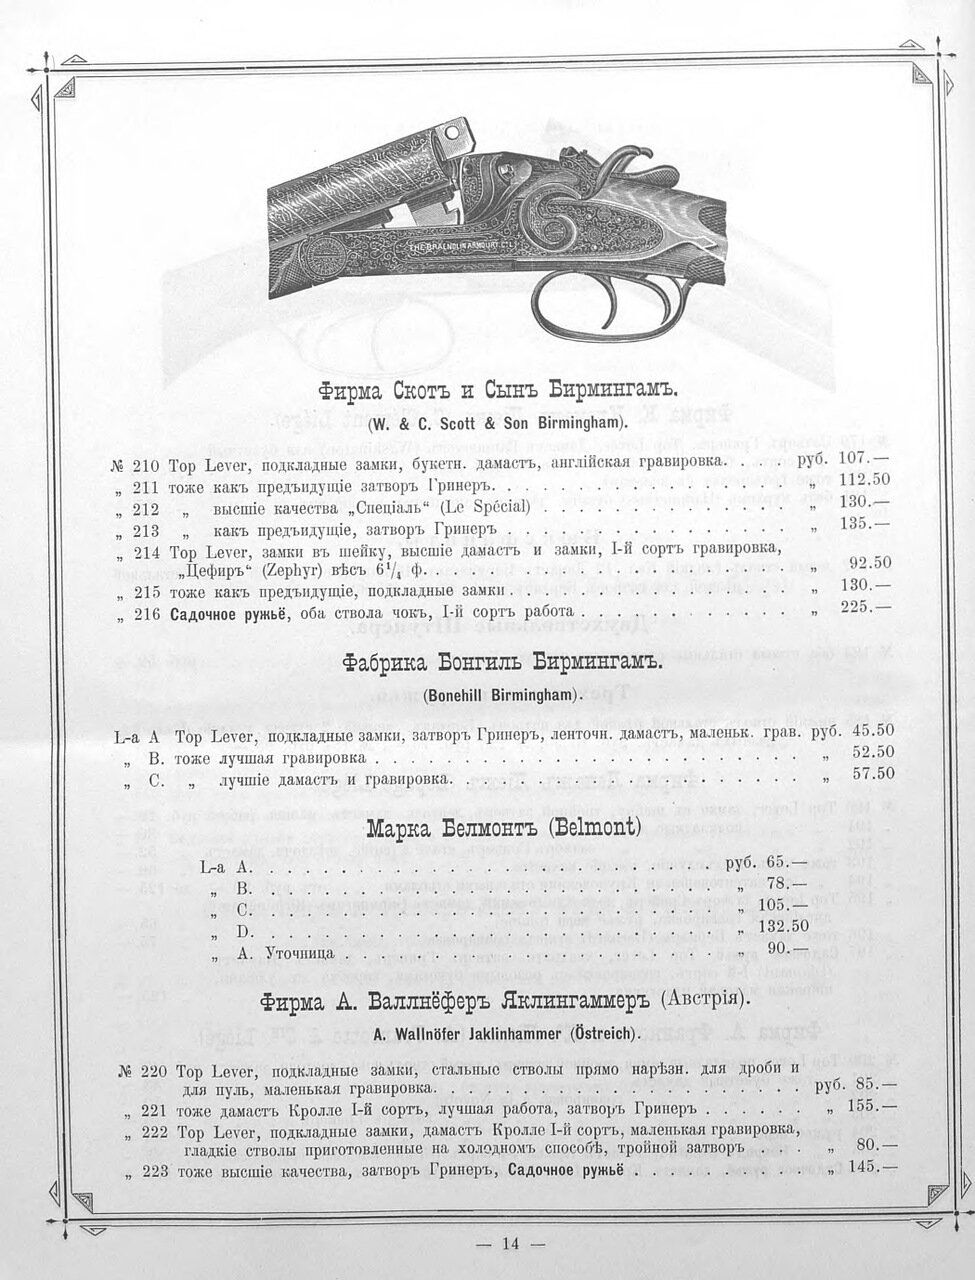 THE BRAENDLIN ARMOURY CºL
Фирма Скотъ и Сынъ Бирмингамъ.
(W. & C. Scott & Son Birmingham).
№ 210 Top Lever, подкладные замки, букетн. дамастъ, англійская гравировка. . . . руб. 107.—
„ 211 тоже какъ предъидущіе затворъ Гринеръ. . . . . . . . . . . . . . „ 112.50
„ 212 „ высшіе качества „Спеціаль“ (Le Spécial) . . . . . . . . . . . . „ 130.—
„ 213 „ какъ предъидущіе, затворъ Гринеръ . . . . . . . . . . . . . . „ 135.—
„ 214 Top Lever, замки въ шейку, высшіе дамастъ и замки, I-й сортъ гравировка,
„Цефиръ“ (Zephyr) вѣсъ 6¼ ф. . . . . . . . . . . . . . . . . . „ 92.50
„ 215 тоже какъ предъидущіе, подкладные замки . . . . . . . . . . . . . „ 130.—
„ 216 Садочное ружьё, оба ствола чокъ, I-й сортъ работа . . . . . . . . . . „ 225.—
Фабрика Бонгиль Бирмингамъ.
(Bonehill Birmingham).
L-a A Top Lever, подкладные замки, затворъ Гринеръ, ленточн. дамастъ, маленьк. грав. руб. 45.50
„ B. тоже лучшая гравировка . . . . . . . . . . . . . . . . . . . . „ 52.50
„ C. „ лучшіе дамастъ и гравировка. . . . . . . . . . . . . . . . . „ 57.50
Марка Белмонтъ (Belmont)
L-a A. . . . . . . . . . . . . . . . . . . . . . . руб. 65.—
„ B. . . . . . . . . . . . . . . . . . . . . . . „ 78.—
„ C. . . . . . . . . . . . . . . . . . . . . . . „ 105.—
„ D. . . . . . . . . . . . . . . . . . . . . . . „ 132.50
„ A. Уточница . . . . . . . . . . . . . . . . . . „ 90.—
Фирма А. Валлнёферъ Яклингаммеръ (Австрія).
A. Wallnöfer Jaklinhammer (Östreich).
№ 220 Top Lever, подкладные замки, стальные стволы прямо нарѣзн. для дроби и
для пуль, маленькая гравировка. . . . . . . . . . . . . . . . . . руб. 85.—
„ 221 тоже дамастъ Кролле I-й сортъ, лучшая работа, затворъ Гринеръ . . . . . . „ 155.—
„ 222 Top Lever, подкладные замки, дамастъ Кролле I-й сортъ, маленькая гравировка,
гладкіе стволы приготовленные на холодномъ способѣ, тройной затворъ . . . „ 80.—
„ 223 тоже высшіе качества, затворъ Гринеръ, Садочное ружьё . . . . . . . . . „ 145.—
— 14 —